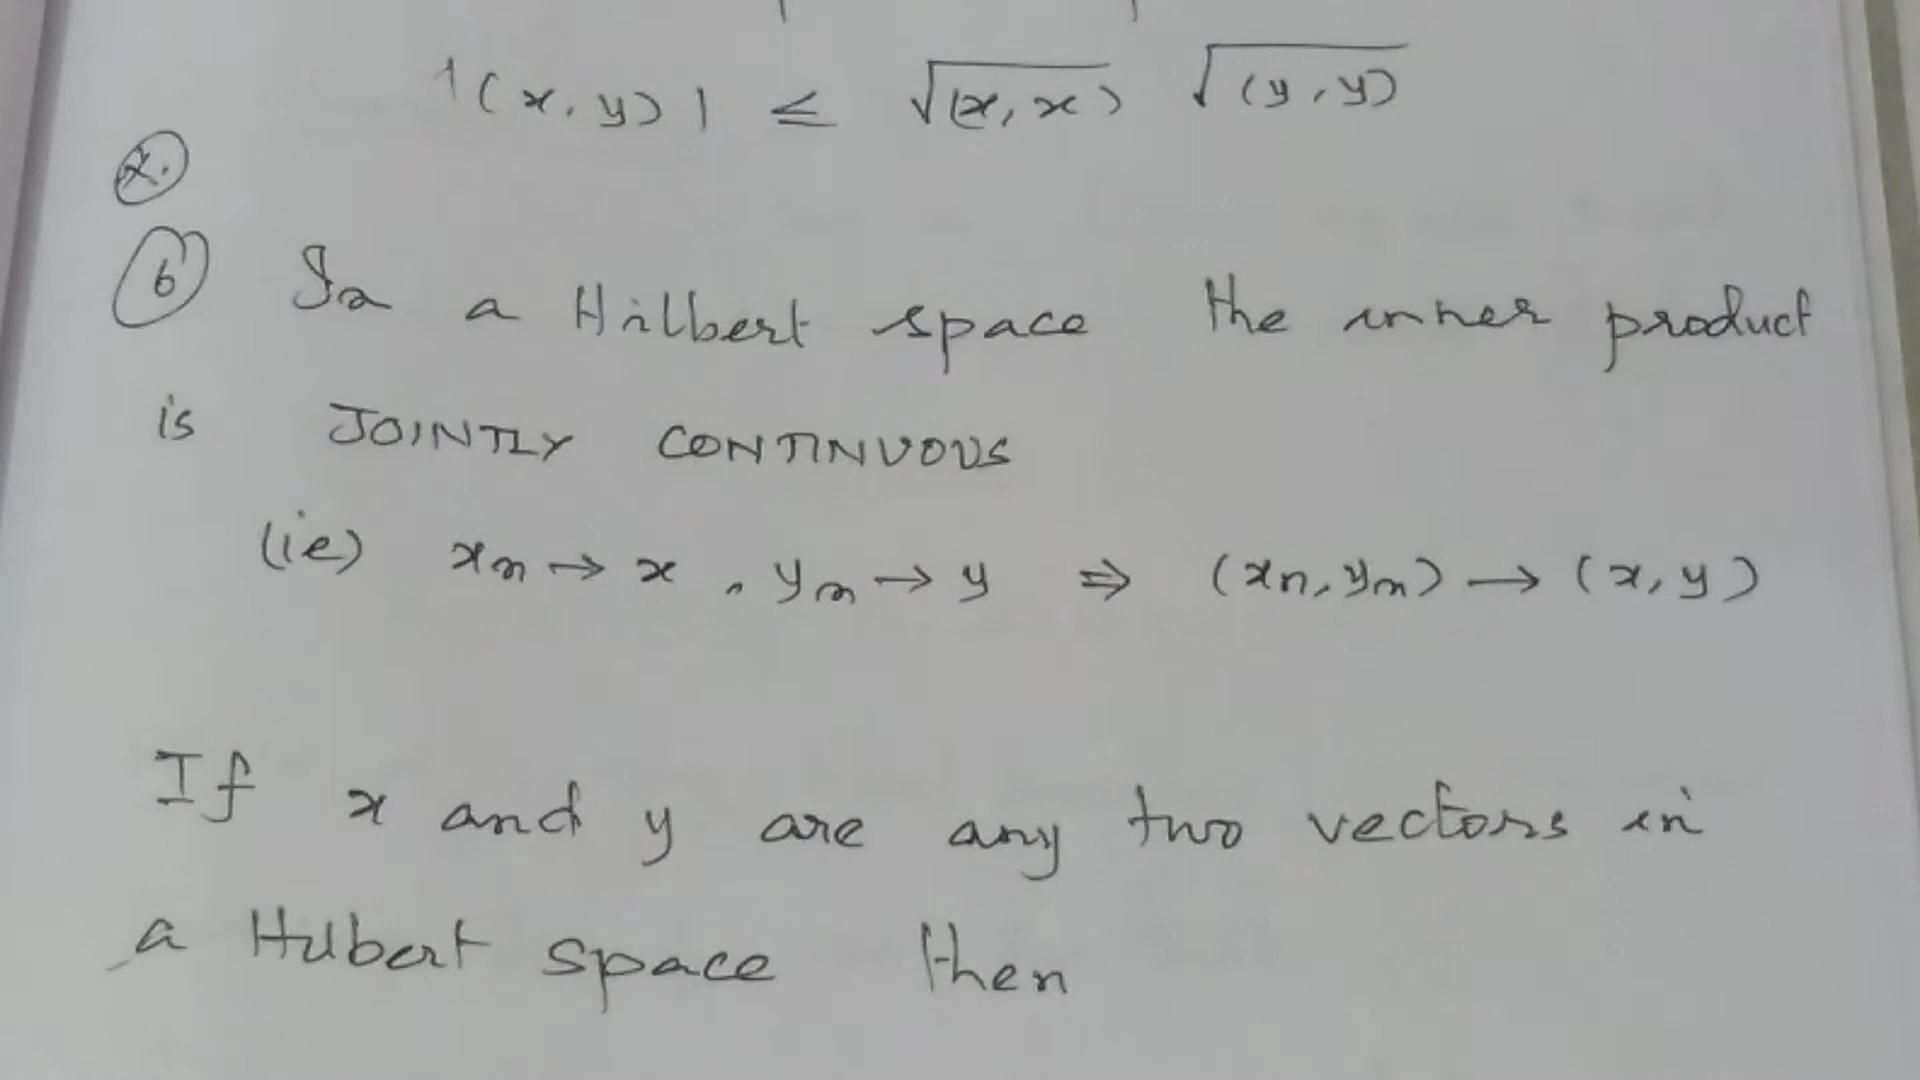 |(x, y)| ≤ √(x, x) √(y, y)
6 In a Hilbert space the inner product
is JOINTLY CONTINUOUS
(ie) xn → x, yn → y ⇒ (xn, yn) → (x, y)
If x and y are any two vectors in
a Hilbert space then